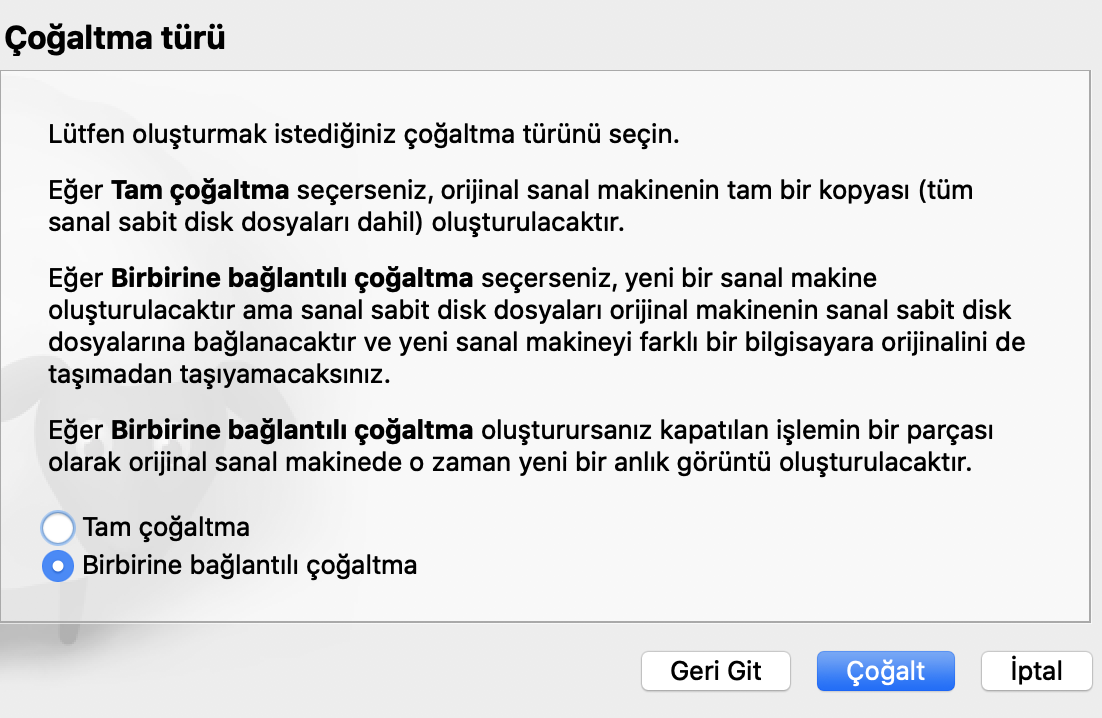 Çoğaltma türü
Lütfen oluşturmak istediğiniz çoğaltma türünü seçin.
Eğer Tam çoğaltma seçerseniz, orijinal sanal makinenin tam bir kopyası (tüm
sanal sabit disk dosyaları dahil) oluşturulacaktır.
Eğer Birbirine bağlantılı çoğaltma seçerseniz, yeni bir sanal makine
oluşturulacaktır ama sanal sabit disk dosyaları orijinal makinenin sanal sabit disk
dosyalarına bağlanacaktır ve yeni sanal makineyi farklı bir bilgisayara orijinalini de
taşımadan taşıyamacaksınız.
Eğer Birbirine bağlantılı çoğaltma oluşturursanız kapatılan işlemin bir parçası
olarak orijinal sanal makinede o zaman yeni bir anlık görüntü oluşturulacaktır.
Tam çoğaltma
Birbirine bağlantılı çoğaltma
Geri Git Çoğalt İptal